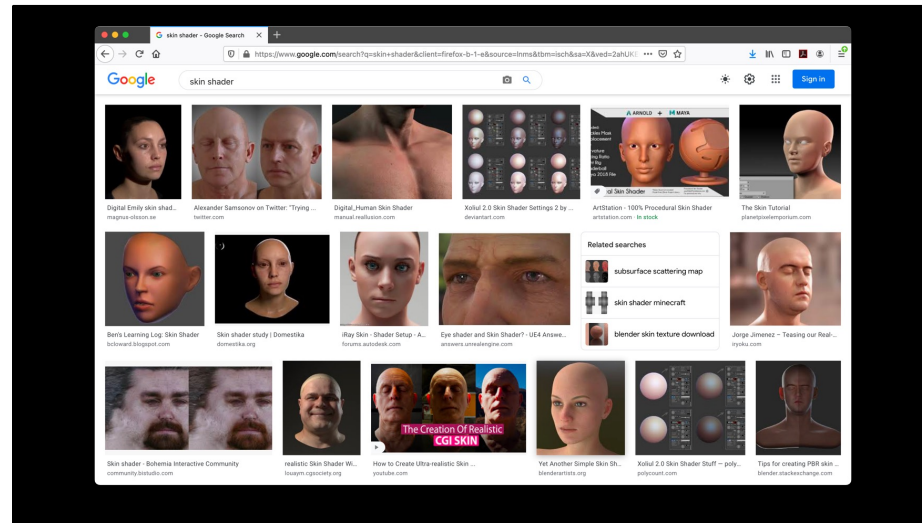 skin shader - Google Search
https://www.google.com/search?q=skin+shader&client=firefox-b-1-e&source=lnms&tbm=isch&sa=X&ved=2ahUKE
Google
skin shader
Sign in
ARNOLD + MAYA
al Skin Shader
Digital Emily skin shad...
magnus-olsson.se
Alexander Samsonov on Twitter: "Trying ...
twitter.com
Digital_Human Skin Shader
manual.reallusion.com
Xoliul 2.0 Skin Shader Settings 2 by ...
deviantart.com
ArtStation - 100% Procedural Skin Shader
artstation.com · In stock
The Skin Tutorial
planetpixelemporium.com
Related searches
subsurface scattering map
skin shader minecraft
blender skin texture download
Ben's Learning Log: Skin Shader
bcloward.blogspot.com
Skin shader study | Domestika
domestika.org
iRay Skin - Shader Setup - A...
forums.autodesk.com
Eye shader and Skin Shader? - UE4 Answe...
answers.unrealengine.com
Jorge Jimenez – Teasing our Real-...
iryoku.com
The Creation Of Realistic
CGI SKIN
Skin shader - Bohemia Interactive Community
community.bistudio.com
realistic Skin Shader Wi...
louaym.cgsociety.org
How to Create Ultra-realistic Skin ...
youtube.com
Yet Another Simple Skin Sh...
blenderartists.org
Xoliul 2.0 Skin Shader Stuff — poly...
polycount.com
Tips for creating PBR skin ...
blender.stackexchange.com